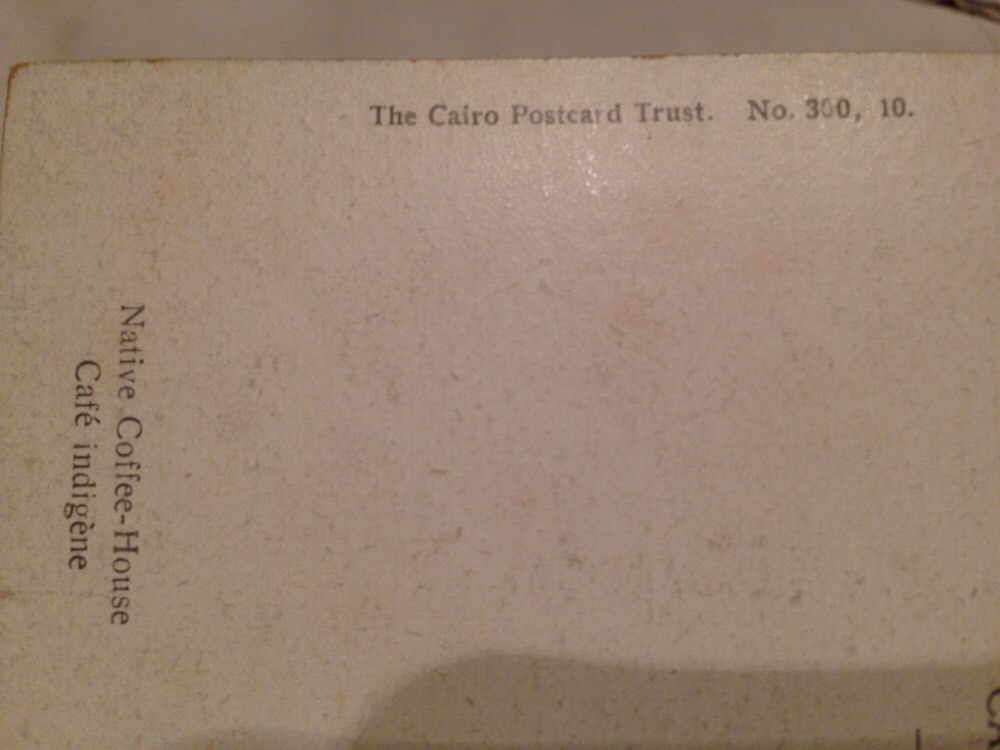 The Cairo Postcard Trust. No. 300, 10.
Native Coffee-House
Café indigène